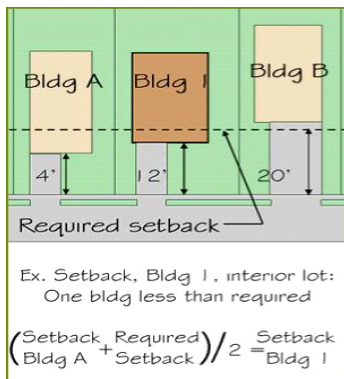 Bldg A Bldg 1 Bldg B
4' 12' 20'
Required setback
Ex. Setback, Bldg 1, interior lot:
One bldg less than required
(Setback Bldg A + Required Setback) / 2 = Setback Bldg 1